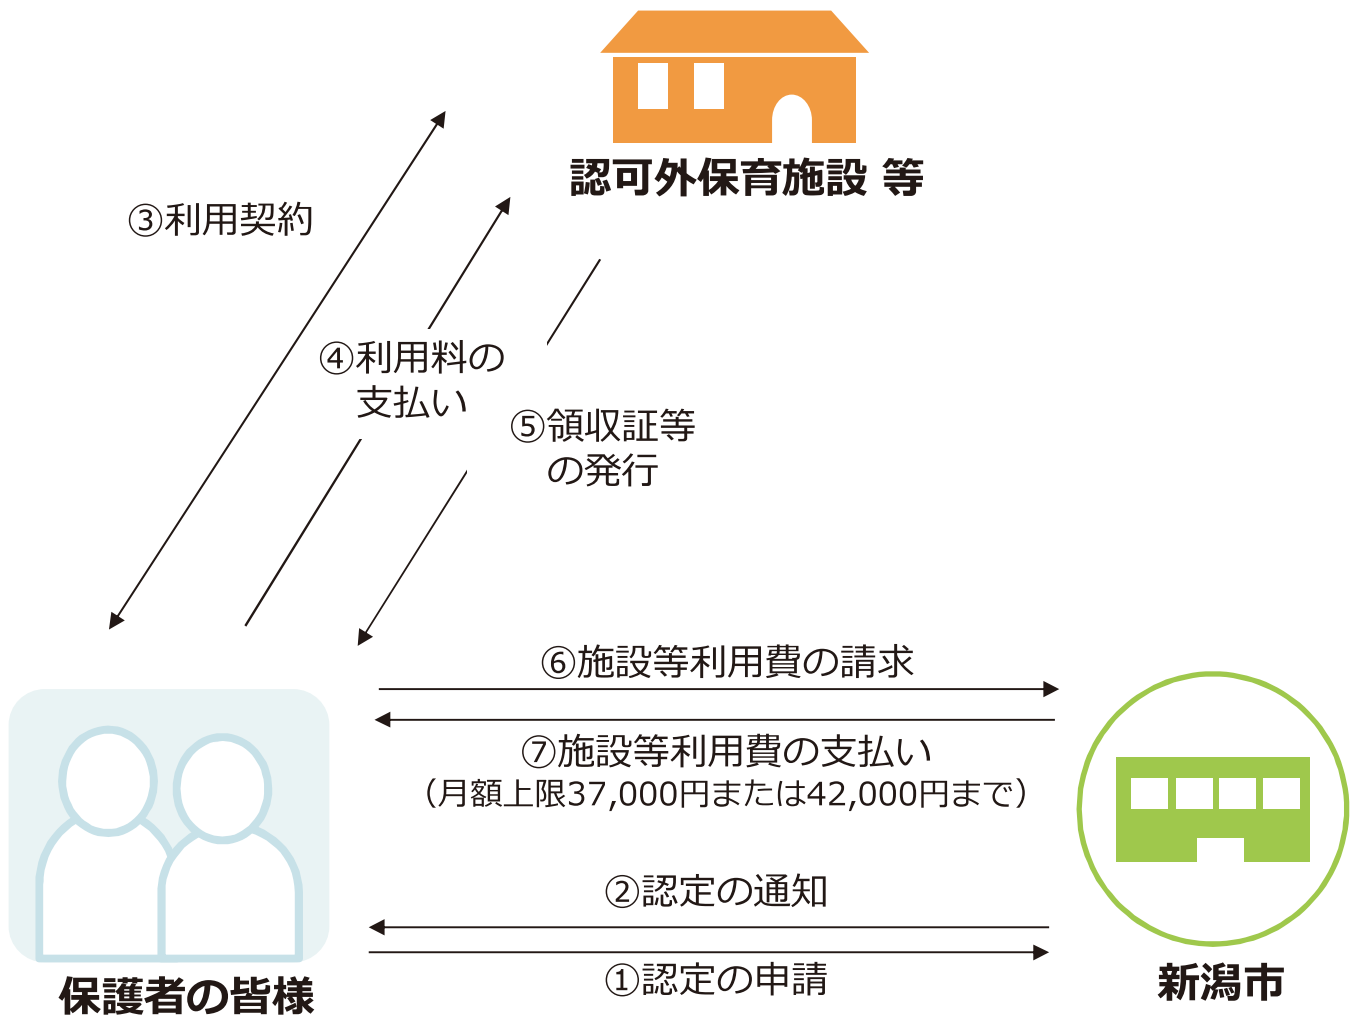 認可外保育施設 等
③利用契約
④利用料の
支払い
⑤領収証等
の発行
⑥施設等利用費の請求
⑦施設等利用費の支払い
（月額上限37,000円または42,000円まで）
②認定の通知
①認定の申請
保護者の皆様
新潟市